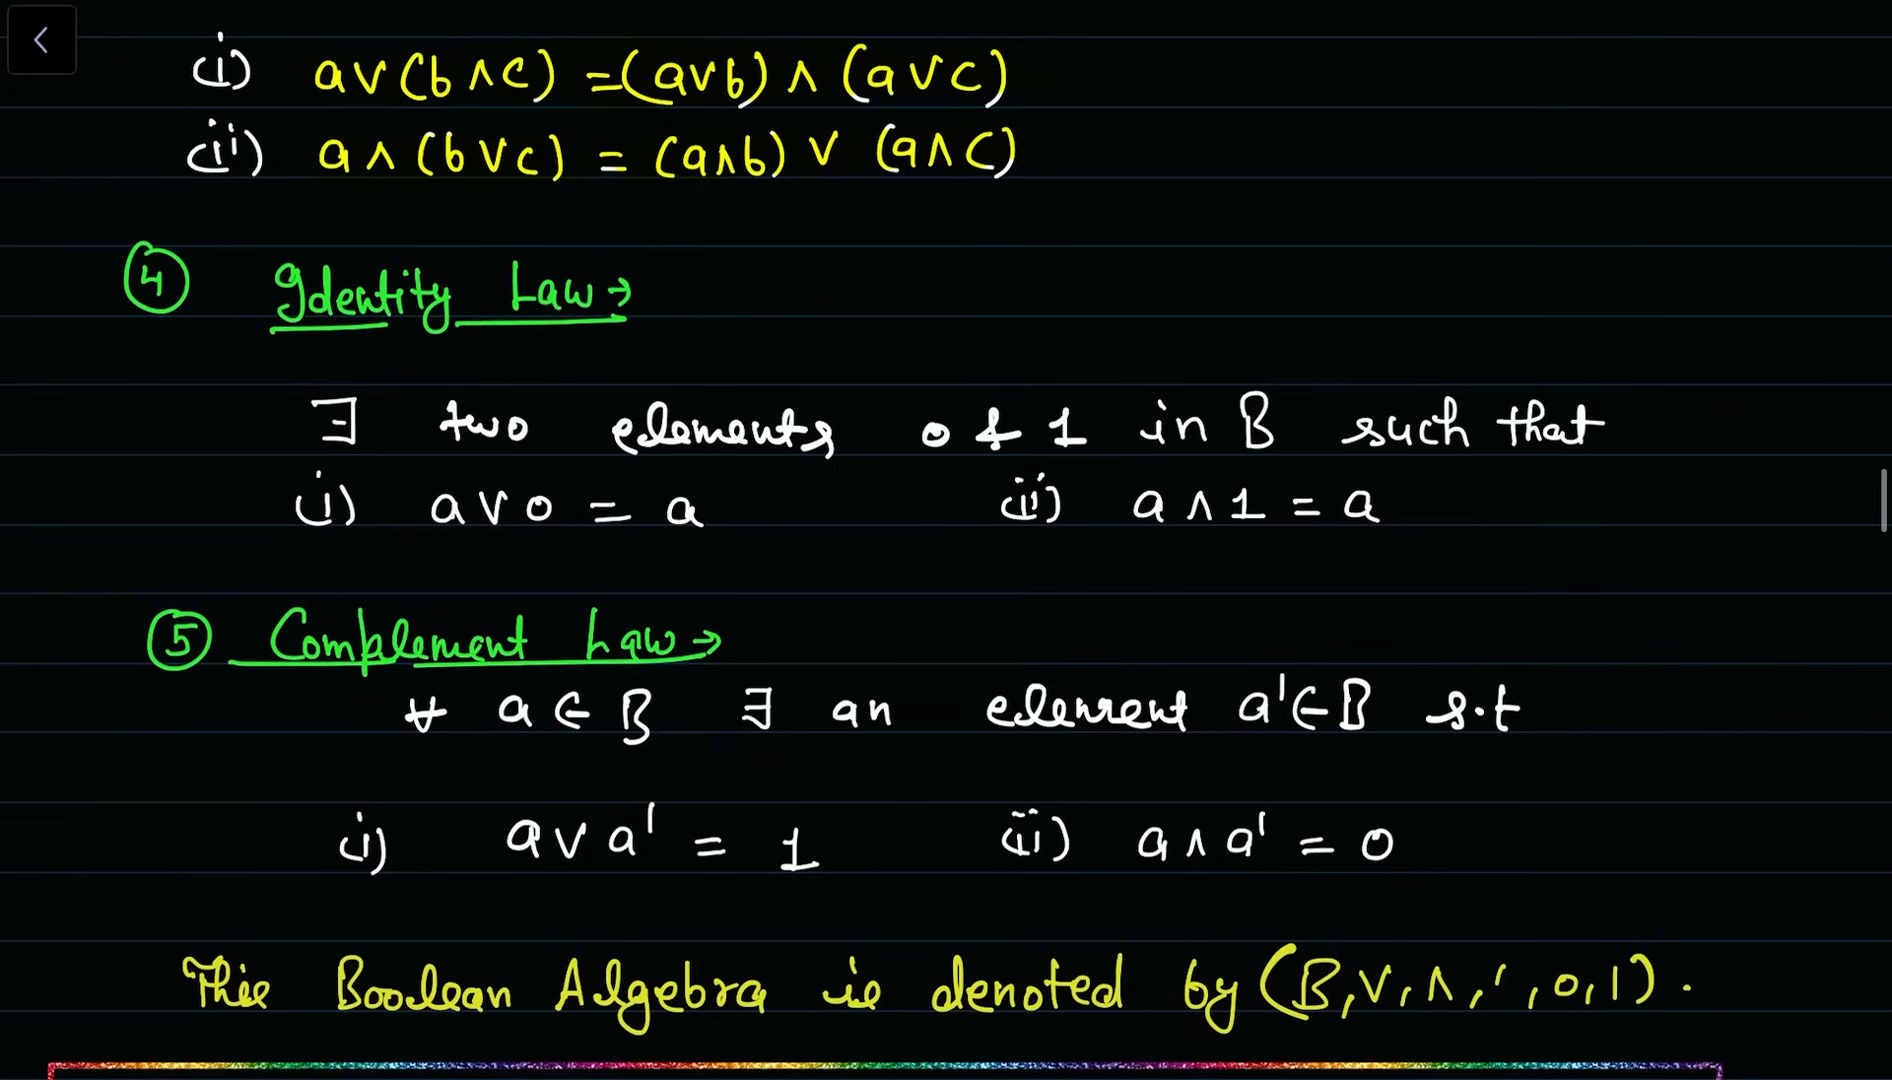 (i) a∨(b∧c) = (a∨b) ∧ (a∨c)
(ii) a∧(b∨c) = (a∧b) ∨ (a∧c)
④ Identity Law →
∃ two elements 0 & 1 in B such that
(i) a∨0 = a (ii) a∧1 = a
⑤ Complement Law →
∀ a∈B ∃ an element a'∈B s.t
(i) a∨a' = 1 (ii) a∧a' = 0
This Boolean Algebra is denoted by (B,∨,∧,',0,1).